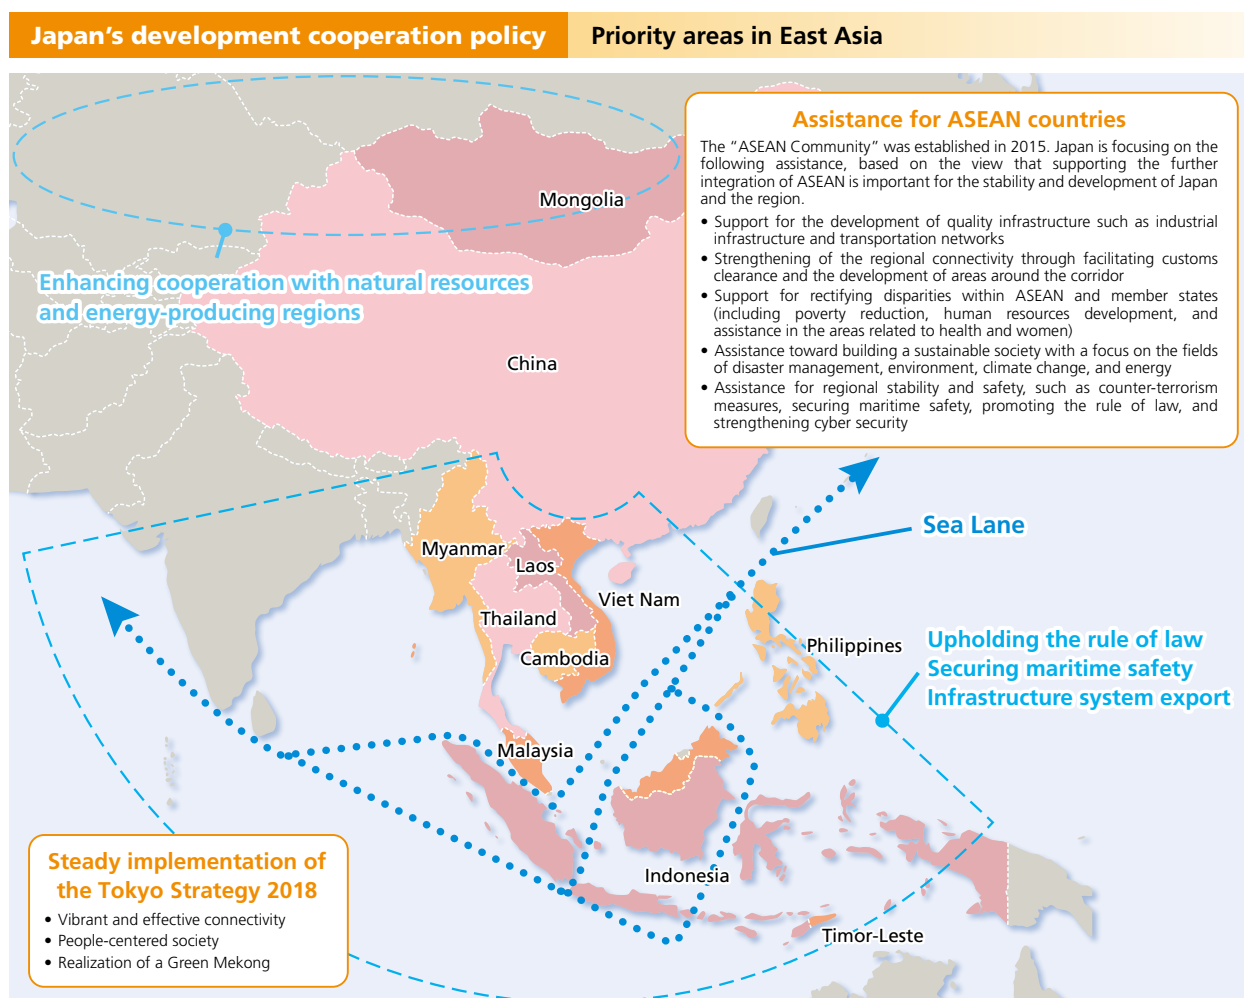 Japan's development cooperation policy
Priority areas in East Asia
Assistance for ASEAN countries
The “ASEAN Community” was established in 2015. Japan is focusing on the
following assistance, based on the view that supporting the further
integration of ASEAN is important for the stability and development of Japan
and the region.
• Support for the development of quality infrastructure such as industrial
infrastructure and transportation networks
• Strengthening of the regional connectivity through facilitating customs
clearance and the development of areas around the corridor
• Support for rectifying disparities within ASEAN and member states
(including poverty reduction, human resources development, and
assistance in the areas related to health and women)
• Assistance toward building a sustainable society with a focus on the fields
of disaster management, environment, climate change, and energy
• Assistance for regional stability and safety, such as counter-terrorism
measures, securing maritime safety, promoting the rule of law, and
strengthening cyber security
Mongolia
Enhancing cooperation with natural resources
and energy-producing regions
China
Sea Lane
Myanmar
Laos
Viet Nam
Thailand
Cambodia
Philippines
Upholding the rule of law
Securing maritime safety
Infrastructure system export
Malaysia
Indonesia
Timor-Leste
Steady implementation of
the Tokyo Strategy 2018
• Vibrant and effective connectivity
• People-centered society
• Realization of a Green Mekong